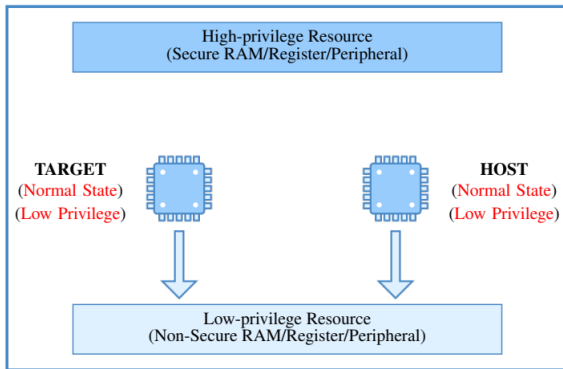 High-privilege Resource
(Secure RAM/Register/Peripheral)
TARGET
(Normal State)
(Low Privilege)
HOST
(Normal State)
(Low Privilege)
Low-privilege Resource
(Non-Secure RAM/Register/Peripheral)